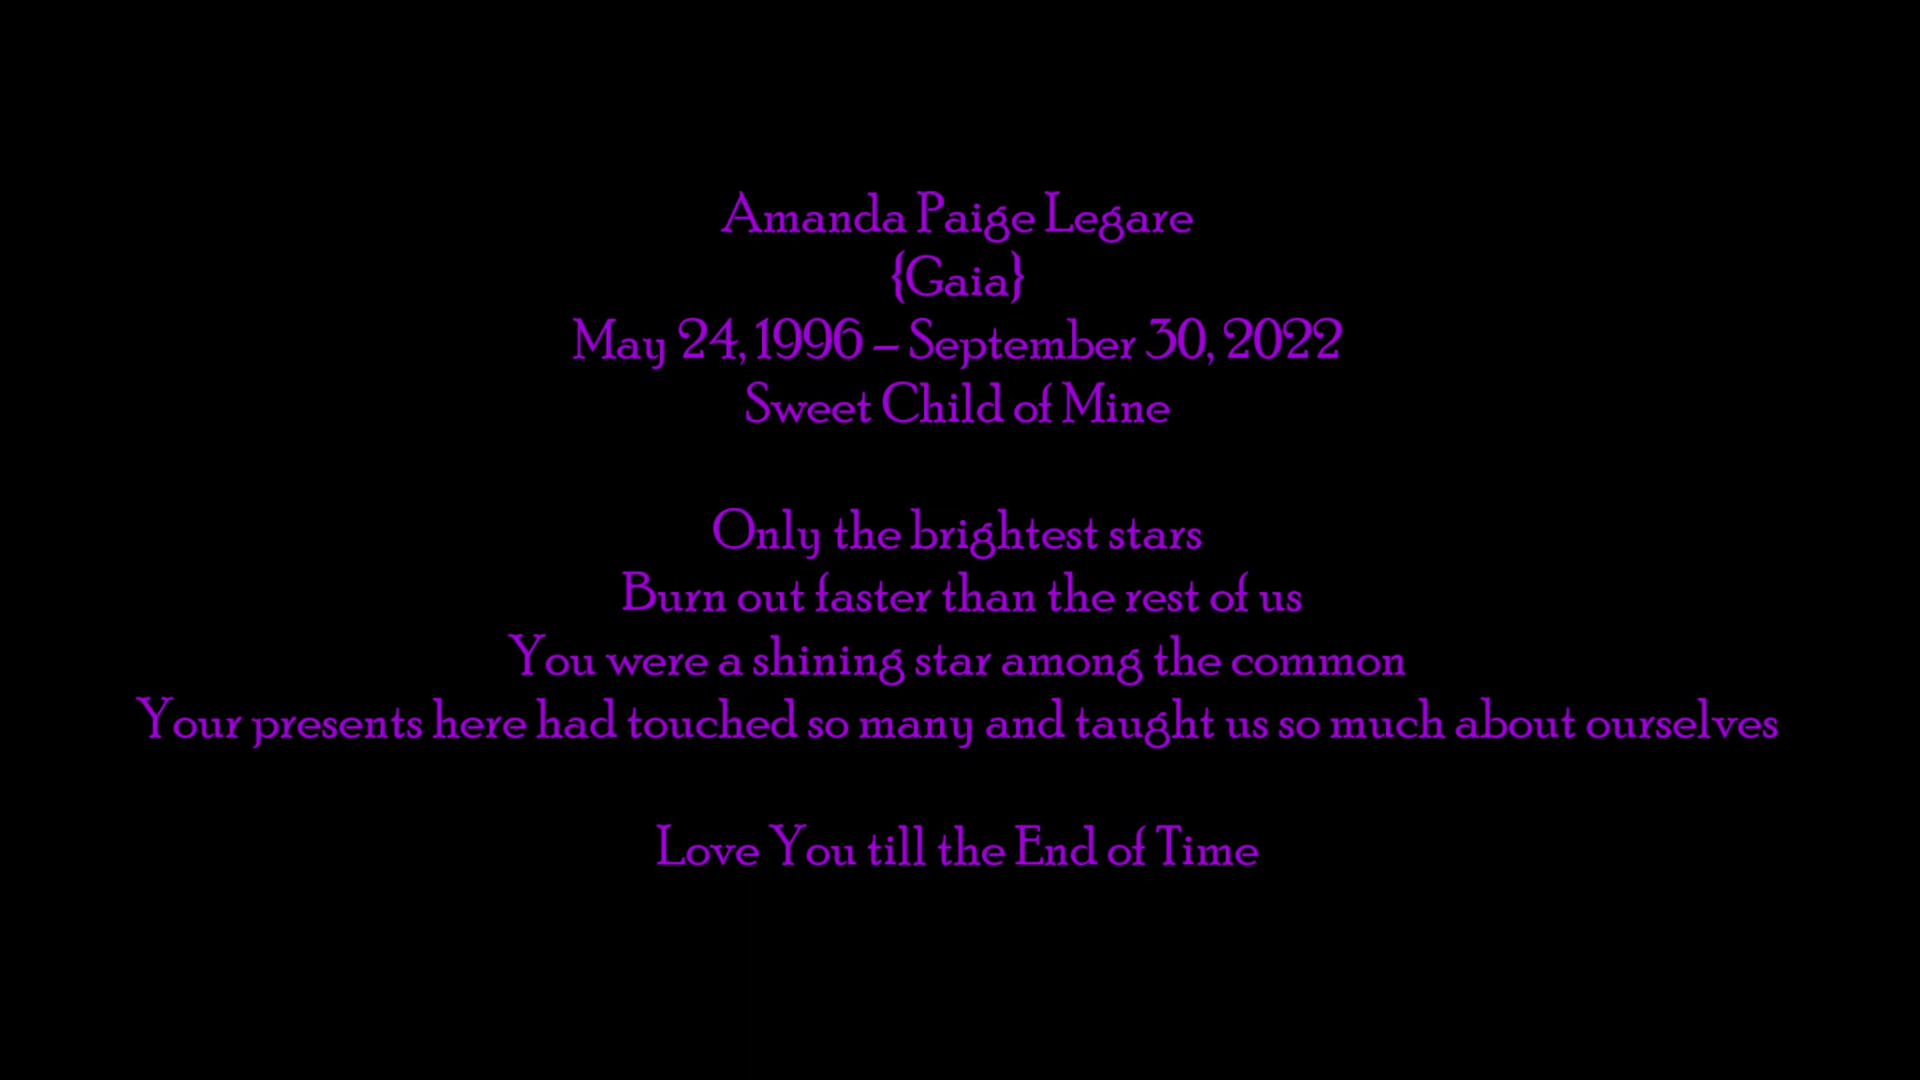 Amanda Paige Legare
{Gaia}
May 24, 1996 – September 30, 2022
Sweet Child of Mine
Only the brightest stars
Burn out faster than the rest of us
You were a shining star among the common
Your presents here had touched so many and taught us so much about ourselves
Love You till the End of Time